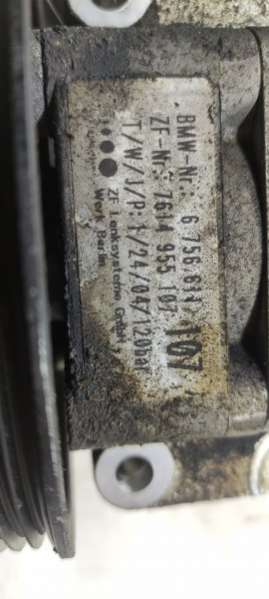 BMW-Nr.: 6 756 611
ZF-Nr.: 7614 955 107
107
T/W/J/P: 1/24/04/
ZF Lenksysteme GmbH
Werk Berlin